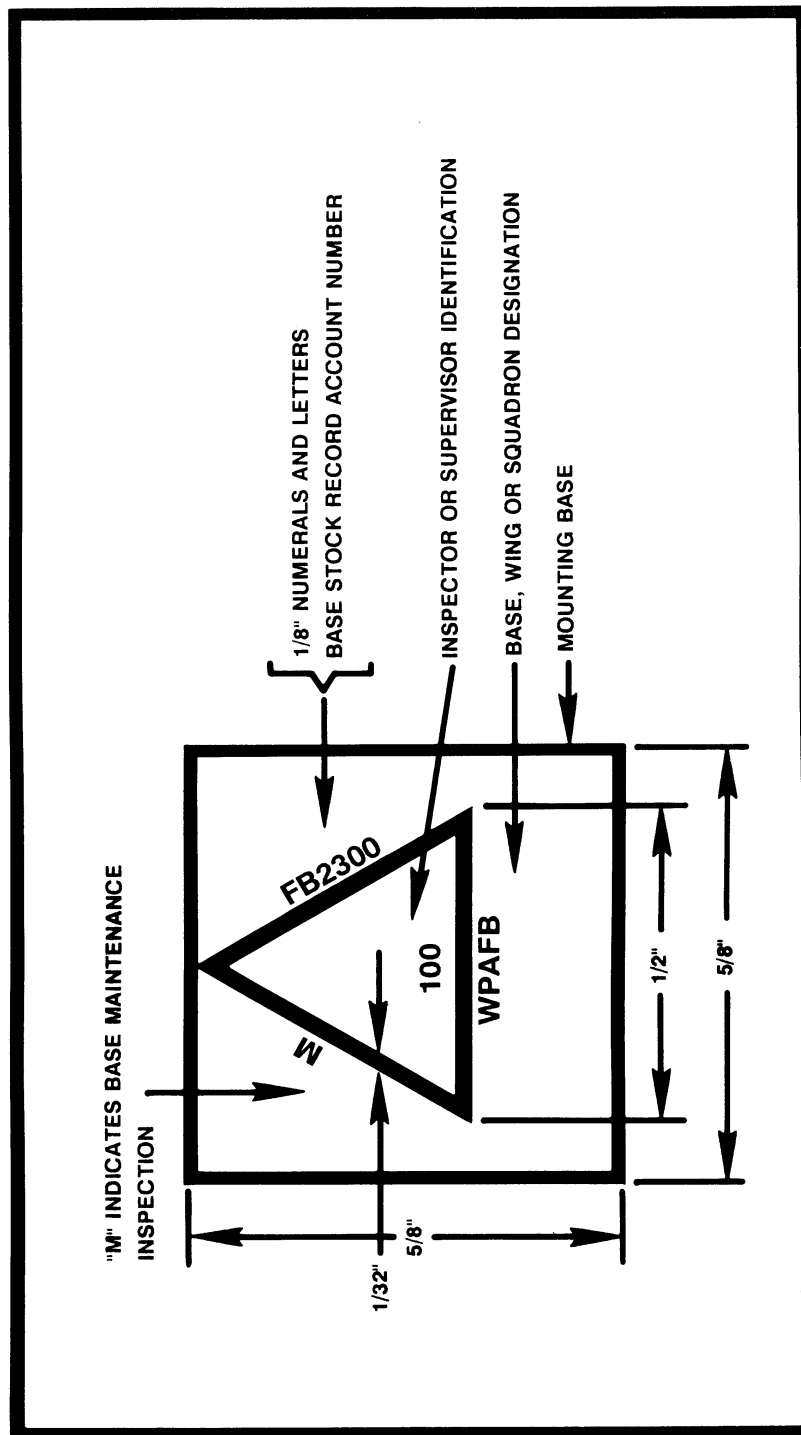 "M" INDICATES BASE MAINTENANCE
INSPECTION
1/8" NUMERALS AND LETTERS
BASE STOCK RECORD ACCOUNT NUMBER
M
FB2300
1/32"
5/8"
100
INSPECTOR OR SUPERVISOR IDENTIFICATION
WPAFB
BASE, WING OR SQUADRON DESIGNATION
MOUNTING BASE
1/2"
5/8"